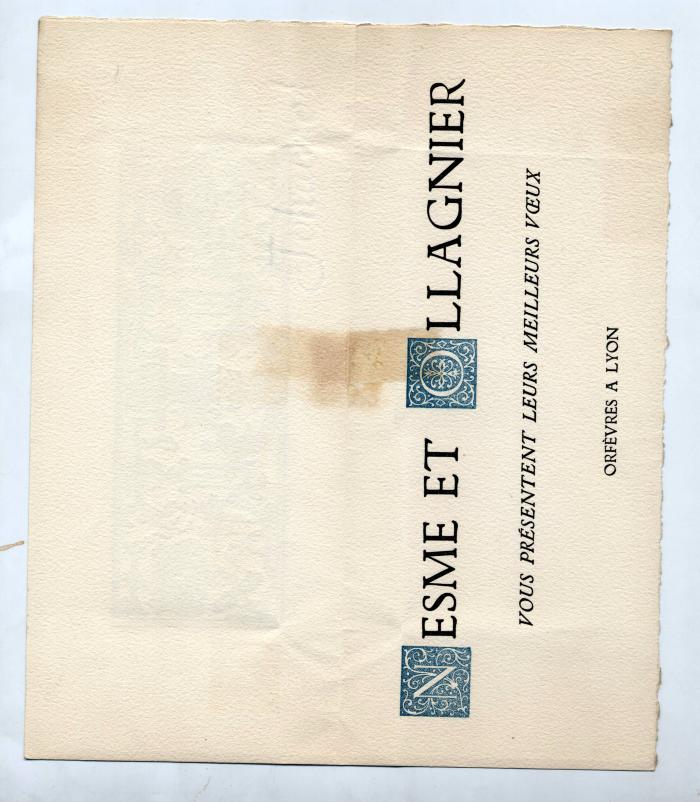 NESME ET OLLAGNIER
VOUS PRÉSENTENT LEURS MEILLEURS VŒUX
ORFÈVRES A LYON